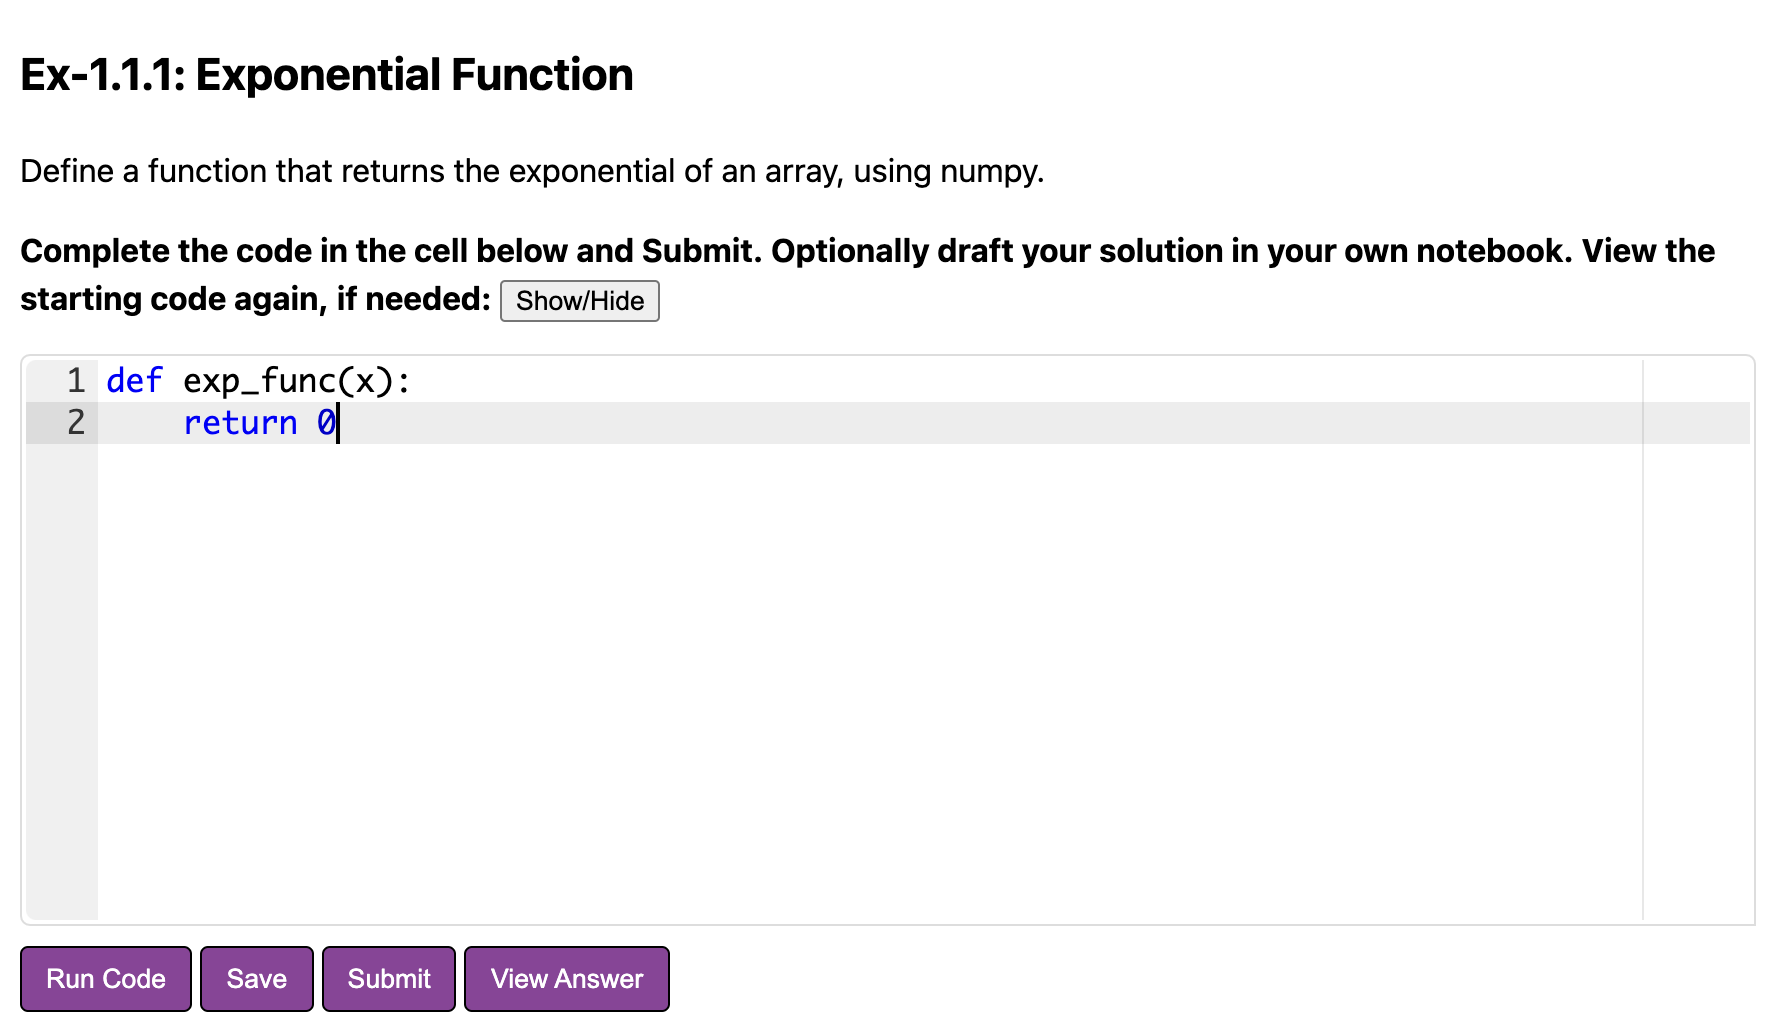 Ex-1.1.1: Exponential Function
Define a function that returns the exponential of an array, using numpy.
Complete the code in the cell below and Submit. Optionally draft your solution in your own notebook. View the
starting code again, if needed: Show/Hide
1 def exp_func(x):
2     return 0
Run Code Save Submit View Answer